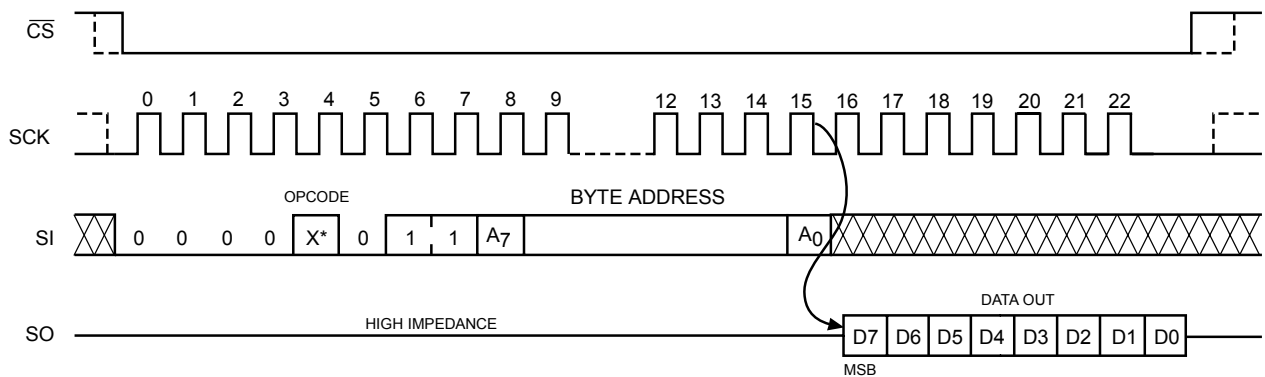 CS
0 1 2 3 4 5 6 7 8 9 12 13 14 15 16 17 18 19 20 21 22
SCK
OPCODE
BYTE ADDRESS
SI 0 0 0 0 X* 0 1 1 A7 A0
DATA OUT
HIGH IMPEDANCE
SO D7 D6 D5 D4 D3 D2 D1 D0
MSB